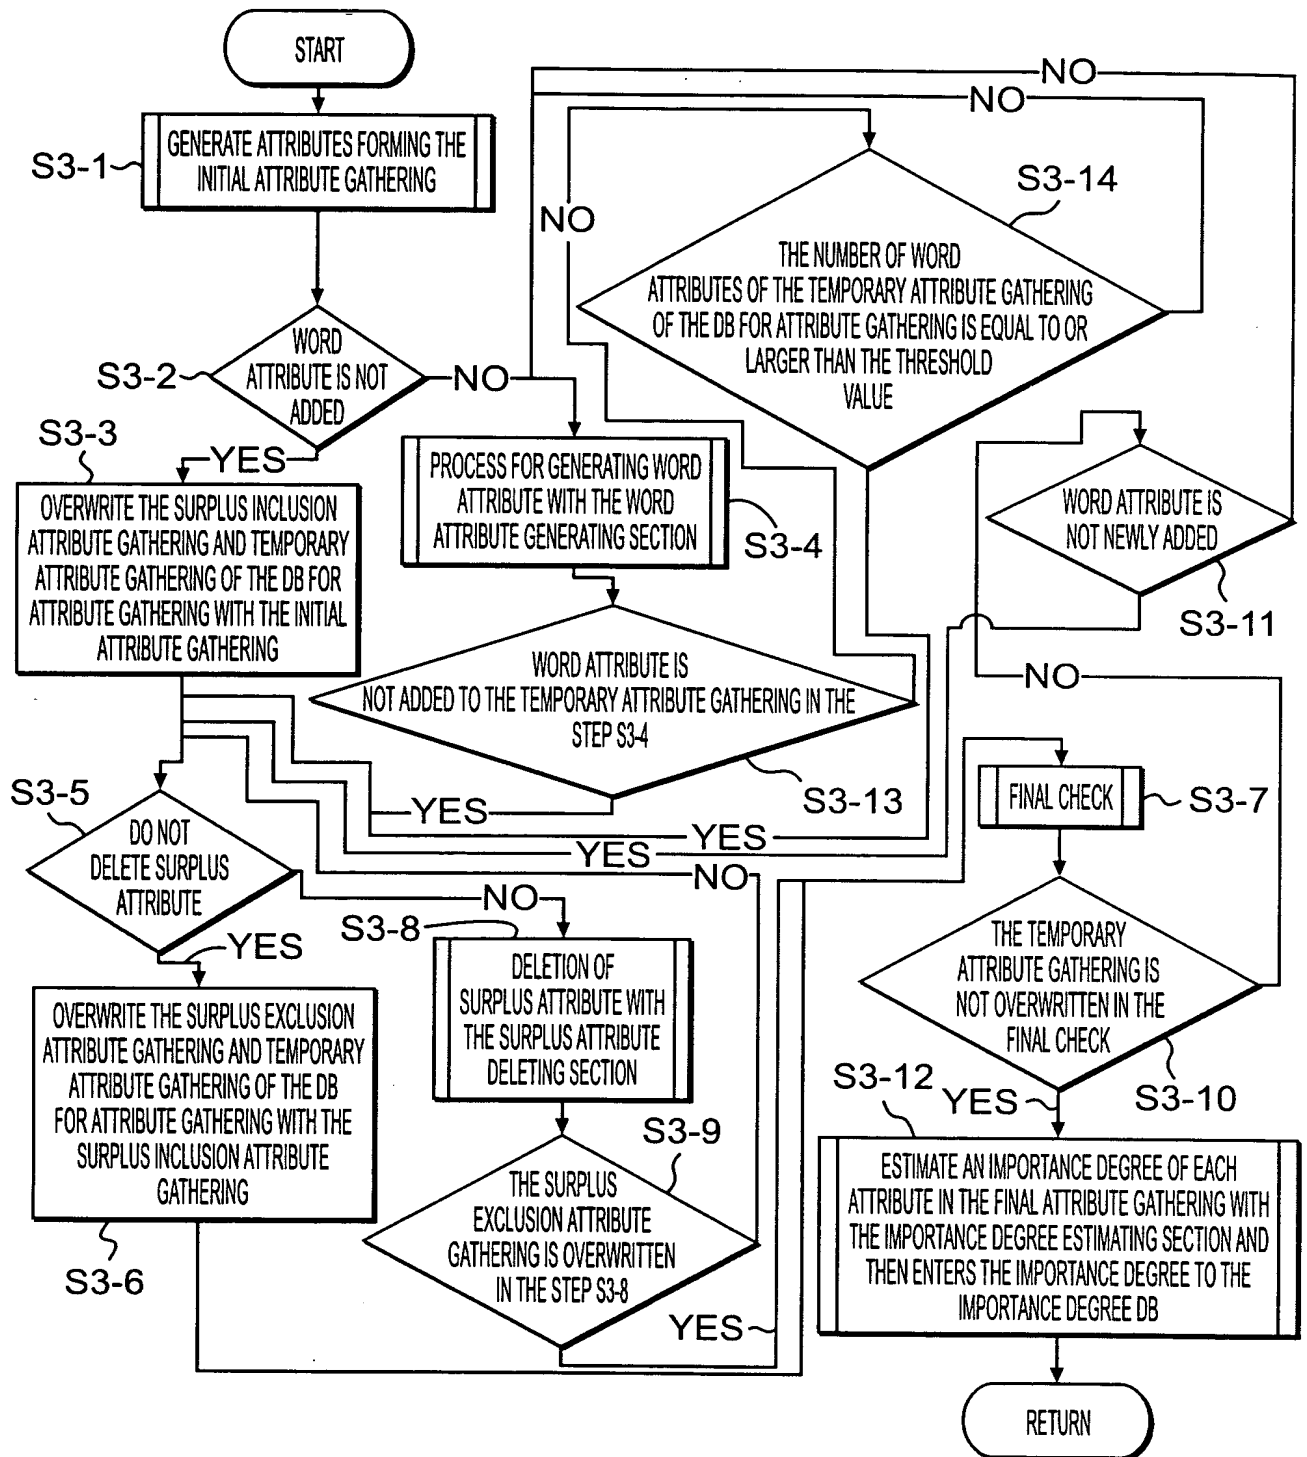 START
GENERATE ATTRIBUTES FORMING THE
INITIAL ATTRIBUTE GATHERING
S3-1
WORD
ATTRIBUTE IS NOT
ADDED
S3-2
NO
YES
S3-3
OVERWRITE THE SURPLUS INCLUSION
ATTRIBUTE GATHERING AND TEMPORARY
ATTRIBUTE GATHERING OF THE DB FOR
ATTRIBUTE GATHERING WITH THE INITIAL
ATTRIBUTE GATHERING
PROCESS FOR GENERATING WORD
ATTRIBUTE WITH THE WORD
ATTRIBUTE GENERATING SECTION
S3-4
WORD ATTRIBUTE IS
NOT ADDED TO THE TEMPORARY ATTRIBUTE GATHERING IN THE
STEP S3-4
S3-13
YES
NO
NO
NO
S3-14
THE NUMBER OF WORD
ATTRIBUTES OF THE TEMPORARY ATTRIBUTE GATHERING
OF THE DB FOR ATTRIBUTE GATHERING IS EQUAL TO OR
LARGER THAN THE THRESHOLD
VALUE
YES
WORD ATTRIBUTE IS
NOT NEWLY ADDED
S3-11
YES
NO
S3-5
DO NOT
DELETE SURPLUS
ATTRIBUTE
NO
YES
OVERWRITE THE SURPLUS EXCLUSION
ATTRIBUTE GATHERING AND TEMPORARY
ATTRIBUTE GATHERING OF THE DB
FOR ATTRIBUTE GATHERING WITH THE
SURPLUS INCLUSION ATTRIBUTE
GATHERING
S3-6
S3-8
DELETION OF
SURPLUS ATTRIBUTE WITH
THE SURPLUS ATTRIBUTE
DELETING SECTION
S3-9
THE SURPLUS
EXCLUSION ATTRIBUTE
GATHERING IS OVERWRITTEN
IN THE STEP S3-8
NO
YES
FINAL CHECK
S3-7
THE TEMPORARY
ATTRIBUTE GATHERING IS
NOT OVERWRITTEN IN THE
FINAL CHECK
S3-10
YES
S3-12
ESTIMATE AN IMPORTANCE DEGREE OF EACH
ATTRIBUTE IN THE FINAL ATTRIBUTE GATHERING WITH
THE IMPORTANCE DEGREE ESTIMATING SECTION AND
THEN ENTERS THE IMPORTANCE DEGREE TO THE
IMPORTANCE DEGREE DB
RETURN